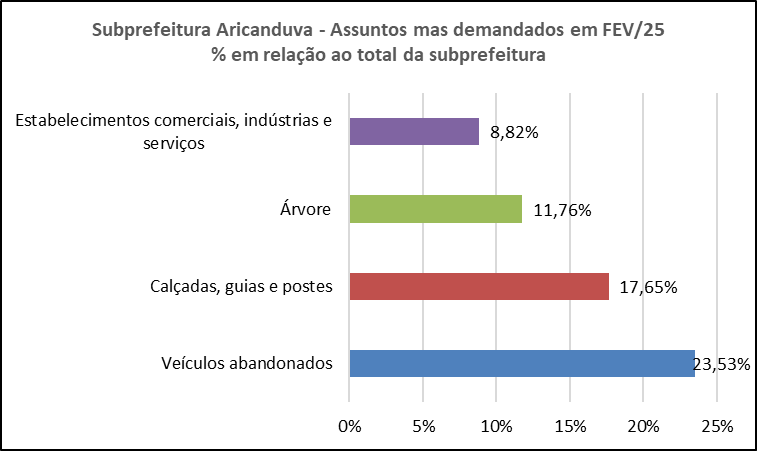 Subprefeitura Aricanduva - Assuntos mas demandados em FEV/25
% em relação ao total da subprefeitura
Estabelecimentos comerciais, indústrias e
serviços
8,82%
Árvore
11,76%
Calçadas, guias e postes
17,65%
Veículos abandonados
23,53%
0%
5%
10%
15%
20%
25%